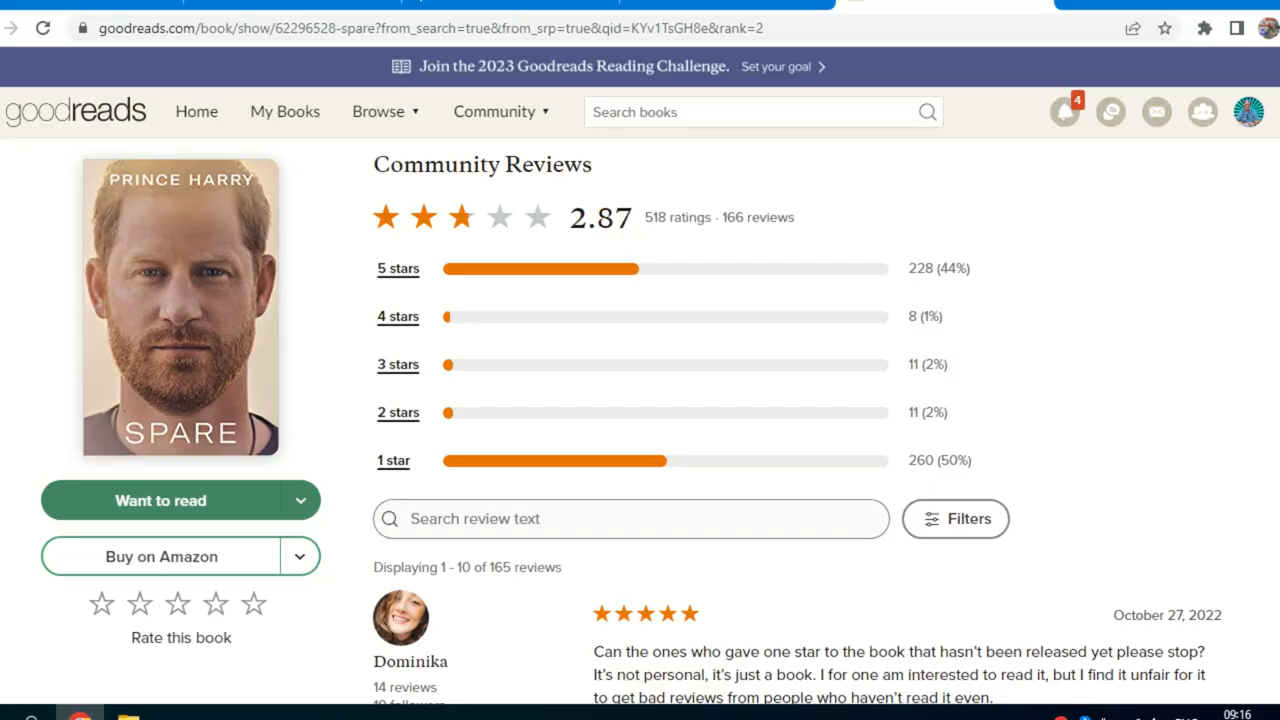 goodreads.com/book/show/62296528-spare?from_search=true&from_srp=true&qid=KYv1TsGH8e&rank=2
Join the 2023 Goodreads Reading Challenge. Set your goal
goodreads Home My Books Browse Community Search books 4
PRINCE HARRY
SPARE
Want to read
Buy on Amazon
Rate this book
Community Reviews
2.87 518 ratings · 166 reviews
5 stars 228 (44%)
4 stars 8 (1%)
3 stars 11 (2%)
2 stars 11 (2%)
1 star 260 (50%)
Search review text Filters
Displaying 1 - 10 of 165 reviews
October 27, 2022
Dominika
14 reviews
Can the ones who gave one star to the book that hasn't been released yet please stop?
It's not personal, it's just a book. I for one am interested to read it, but I find it unfair for it
to get bad reviews from people who haven't read it even.
09:16